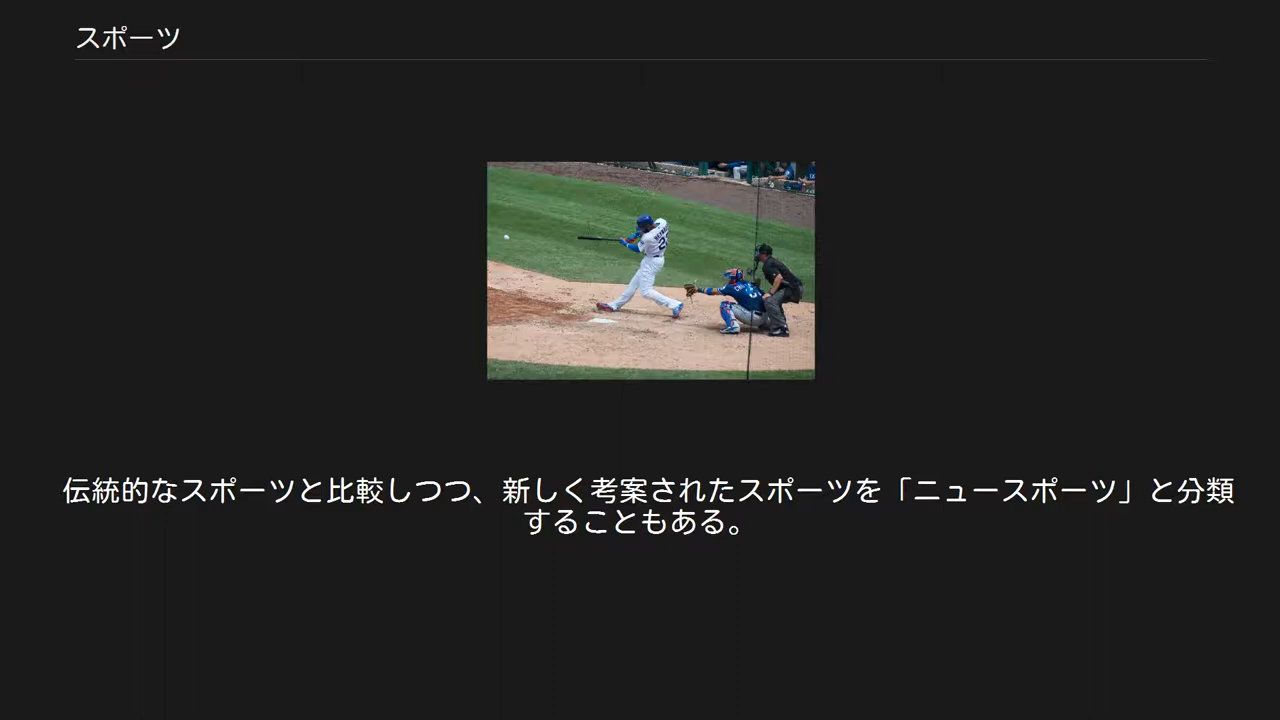 スポーツ
伝統的なスポーツと比較しつつ、新しく考案されたスポーツを「ニュースポーツ」と分類
することもある。